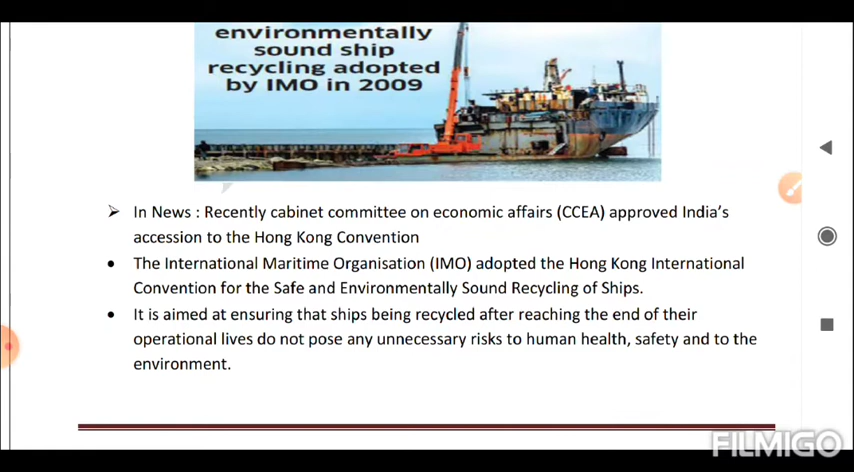 environmentally
sound ship
recycling adopted
by IMO in 2009
➢ In News : Recently cabinet committee on economic affairs (CCEA) approved India's
accession to the Hong Kong Convention
• The International Maritime Organisation (IMO) adopted the Hong Kong International
Convention for the Safe and Environmentally Sound Recycling of Ships.
• It is aimed at ensuring that ships being recycled after reaching the end of their
operational lives do not pose any unnecessary risks to human health, safety and to the
environment.
FILMIGO